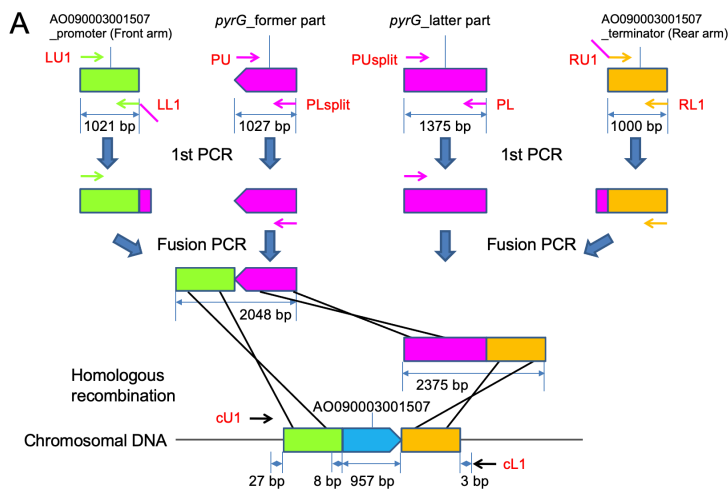 A
AO090003001507
_promoter (Front arm)
pyrG_former part
pyrG_latter part
AO090003001507
_terminator (Rear arm)
LU1
PU
PUsplit
RU1
LL1
PLsplit
PL
RL1
1021 bp
1027 bp
1375 bp
1000 bp
1st PCR
1st PCR
Fusion PCR
Fusion PCR
2048 bp
2375 bp
Homologous
recombination
AO090003001507
cU1
Chromosomal DNA
cL1
27 bp
8 bp
957 bp
3 bp